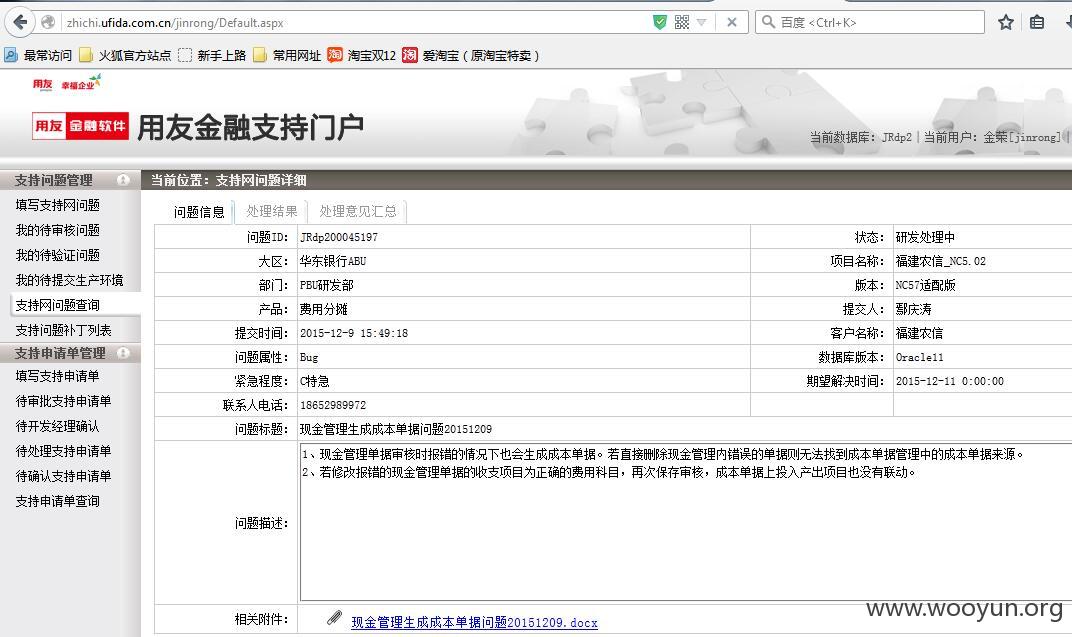 zhichi.ufida.com.cn/jinrong/Default.aspx
百度 <Ctrl+K>
最常访问 火狐官方站点 新手上路 常用网址 淘 淘宝双12 淘 爱淘宝（原淘宝特卖）
用友 幸福企业
用友 金融软件 用友金融支持门户
当前数据库：JRdp2 | 当前用户：金荣[jinrong] |
支持问题管理
填写支持网问题
我的待审核问题
我的待验证问题
我的待提交生产环境
支持网问题查询
支持问题补丁列表
支持申请单管理
填写支持申请单
待审批支持申请单
待开发经理确认
待处理支持申请单
待确认支持申请单
支持申请单查询
当前位置：支持网问题详细
问题信息 处理结果 处理意见汇总
问题ID： JRdp200045197 状态： 研发处理中
大区： 华东银行ABU 项目名称： 福建农信_NC5.02
部门： PBU研发部 版本： NC57适配版
产品： 费用分摊 提交人： 鄢庆涛
提交时间： 2015-12-9 15:49:18 客户名称： 福建农信
问题属性： Bug 数据库版本： Oracle11
紧急程度： C特急 期望解决时间： 2015-12-11 0:00:00
联系人电话： 18652989972
问题标题： 现金管理生成成本单据问题20151209
问题描述：
1、现金管理单据审核时报错的情况下也会生成成本单据。若直接删除现金管理内错误的单据则无法找到成本单据管理中的成本单据来源。
2、若修改报错的现金管理单据的收支项目为正确的费用科目，再次保存审核，成本单据上投入产出项目也没有联动。
相关附件： 现金管理生成成本单据问题20151209.docx
www.wooyun.org